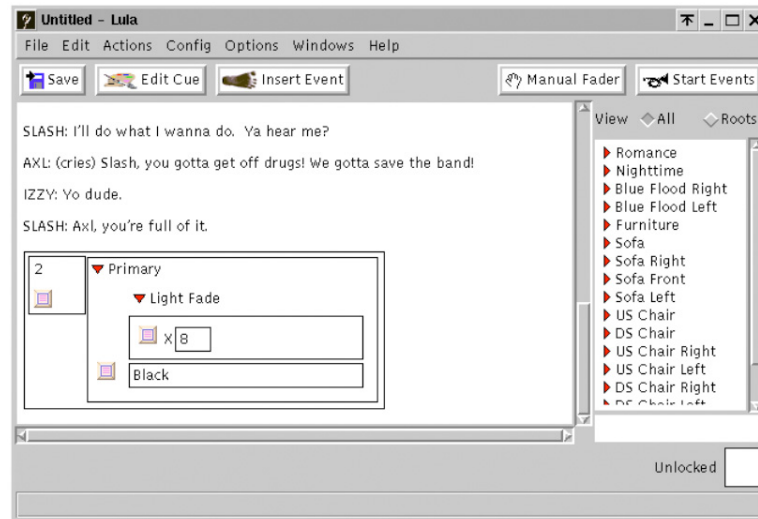 Untitled - Lula
File Edit Actions Config Options Windows Help
Save Edit Cue Insert Event Manual Fader Start Events
SLASH: I'll do what I wanna do. Ya hear me?
AXL: (cries) Slash, you gotta get off drugs! We gotta save the band!
IZZY: Yo dude.
SLASH: Axl, you're full of it.
2
Primary
Light Fade
X 8
Black
View All Roots
Romance
Nighttime
Blue Flood Right
Blue Flood Left
Furniture
Sofa
Sofa Right
Sofa Front
Sofa Left
US Chair
DS Chair
US Chair Right
US Chair Left
DS Chair Right
DS Chair Left
Unlocked